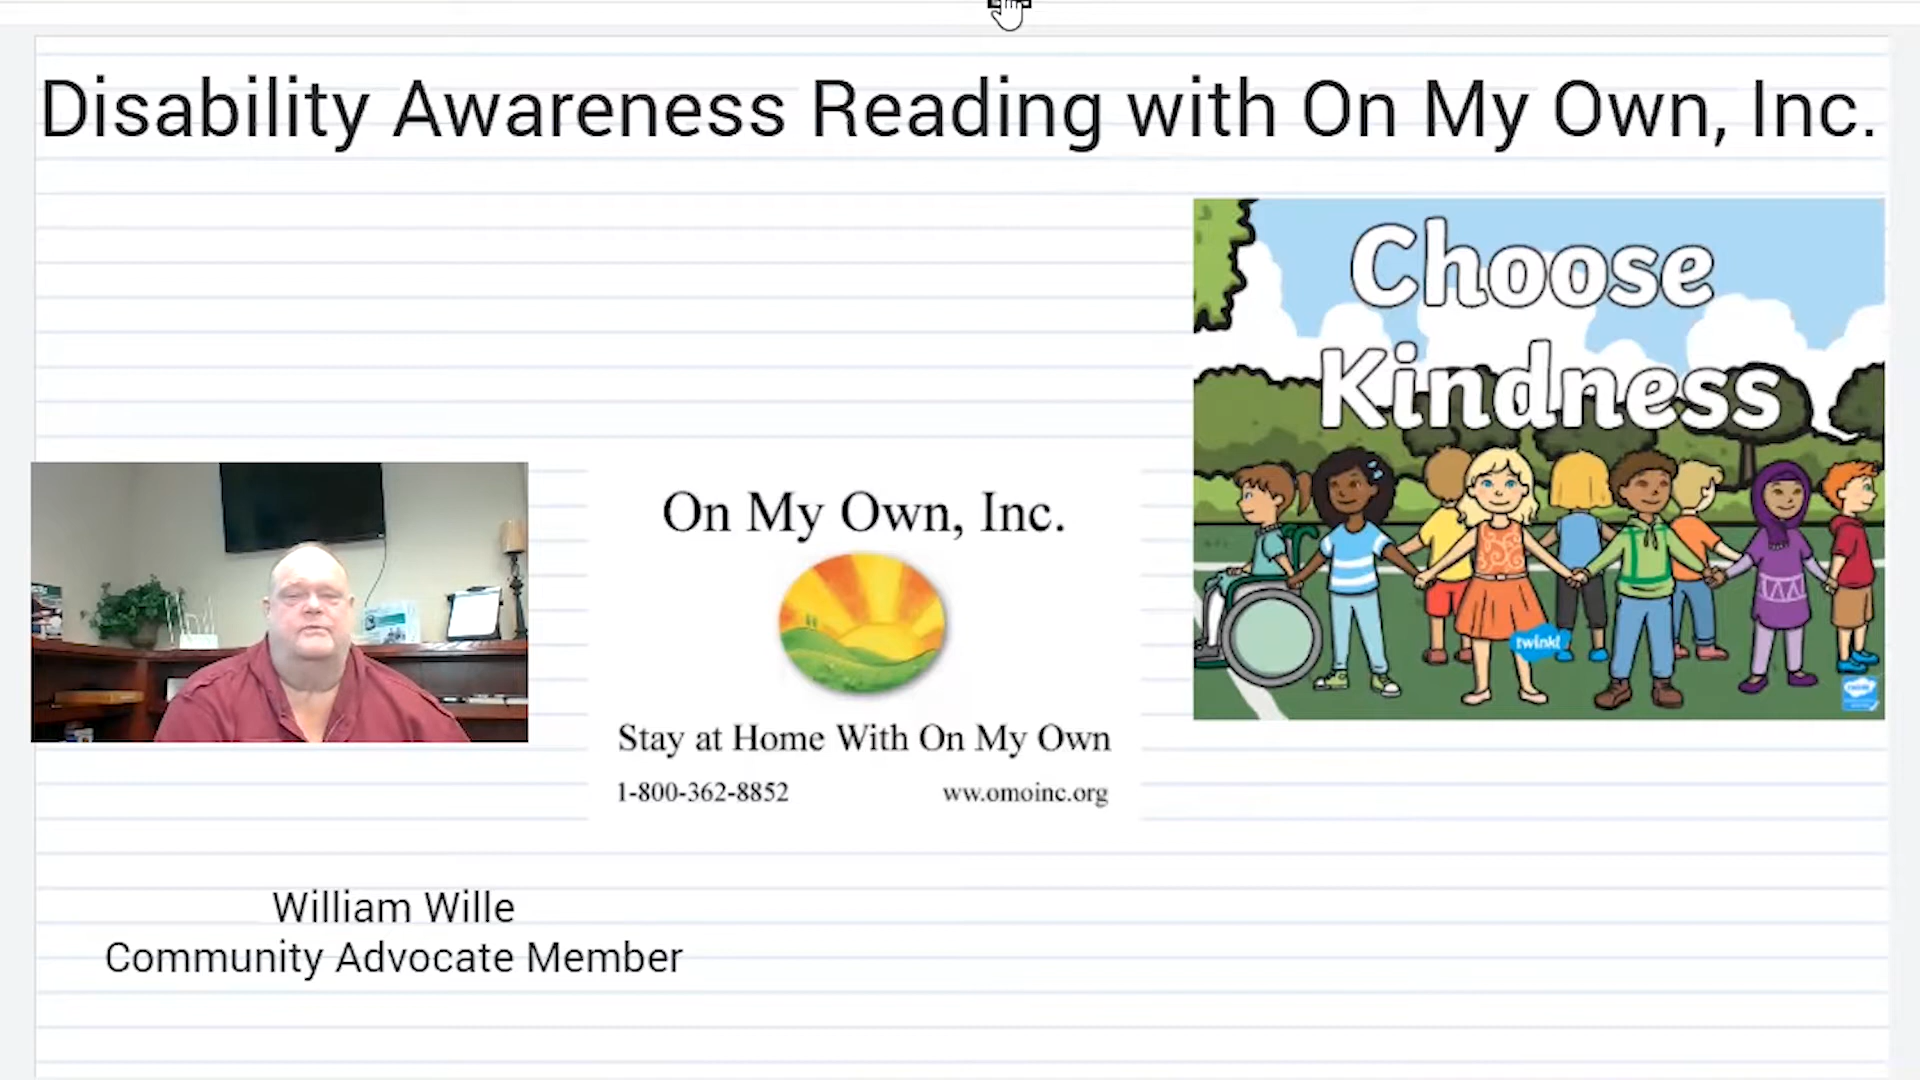 Disability Awareness Reading with On My Own, Inc.
Choose
Kindness
twinkl
On My Own, Inc.
Stay at Home With On My Own
1-800-362-8852
ww.omoinc.org
William Wille
Community Advocate Member